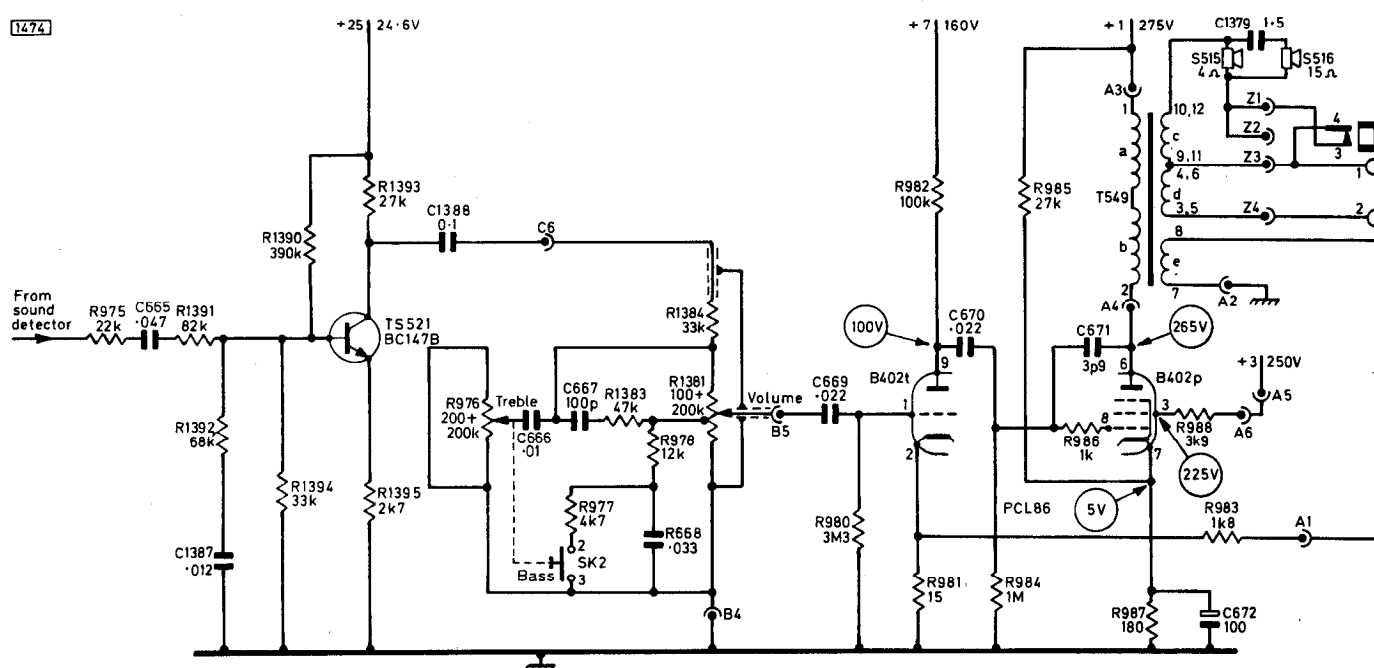 1474
+25 24·6V
+7 160V
+1 275V
C1379 1·5
S515
4Ω
S516
15Ω
A3
1
10,12
Z1
4
c
Z2
3
a
9,11
Z3
1
4,6
R1393
27k
R982
100k
R985
27k
T549
d
C1388
0·1
C6
3,5
Z4
2
R1390
390k
b
8
e
From
sound
detector
R975
22k
C665
·047
R1391
82k
TS521
BC147B
R1384
33k
2
7
A2
A4
100V
C670
·022
C671
3p9
265V
+3 250V
9
6
B402t
B402p
A5
R976
200+
200k
Treble
C667
100p
R1383
47k
R1381
100+
200k
Volume
C669
·022
1
8
3
R988
3k9
A6
B5
C666
·01
R978
12k
R986
1k
R1392
68k
2
7
225V
R1394
33k
R1395
2k7
R977
4k7
R980
3M3
PCL86
5V
R983
1k8
A1
R668
·033
2
SK2
3
Bass
C1387
·012
R981
15
R984
1M
B4
R987
180
C672
100